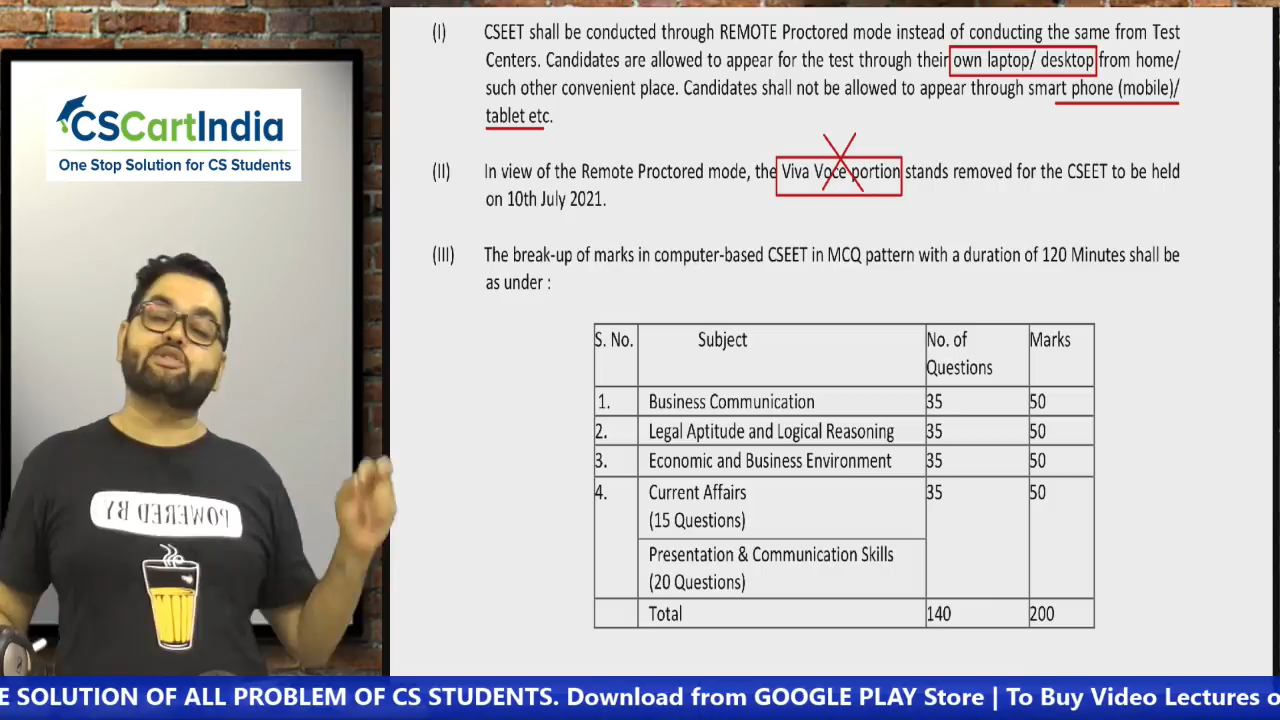 CSCartIndia
One Stop Solution for CS Students
POWERED BY
(I) CSEET shall be conducted through REMOTE Proctored mode instead of conducting the same from Test
Centers. Candidates are allowed to appear for the test through their own laptop/ desktop from home/
such other convenient place. Candidates shall not be allowed to appear through smart phone (mobile)/
tablet etc.
(II) In view of the Remote Proctored mode, the Viva Voce portion stands removed for the CSEET to be held
on 10th July 2021.
(III) The break-up of marks in computer-based CSEET in MCQ pattern with a duration of 120 Minutes shall be
as under :
S. No. Subject No. of Questions Marks
1. Business Communication 35 50
2. Legal Aptitude and Logical Reasoning 35 50
3. Economic and Business Environment 35 50
4. Current Affairs 35 50
(15 Questions)
Presentation & Communication Skills
(20 Questions)
Total 140 200
E SOLUTION OF ALL PROBLEM OF CS STUDENTS. Download from GOOGLE PLAY Store | To Buy Video Lectures o